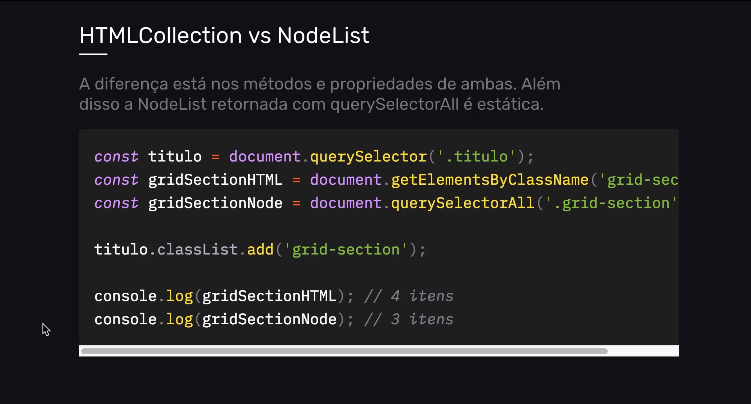 HTMLCollection vs NodeList
A diferença está nos métodos e propriedades de ambas. Além
disso a NodeList retornada com querySelectorAll é estática.
const titulo = document.querySelector('.titulo');
const gridSectionHTML = document.getElementsByClassName('grid-sec
const gridSectionNode = document.querySelectorAll('.grid-section'
titulo.classList.add('grid-section');
console.log(gridSectionHTML); // 4 itens
console.log(gridSectionNode); // 3 itens